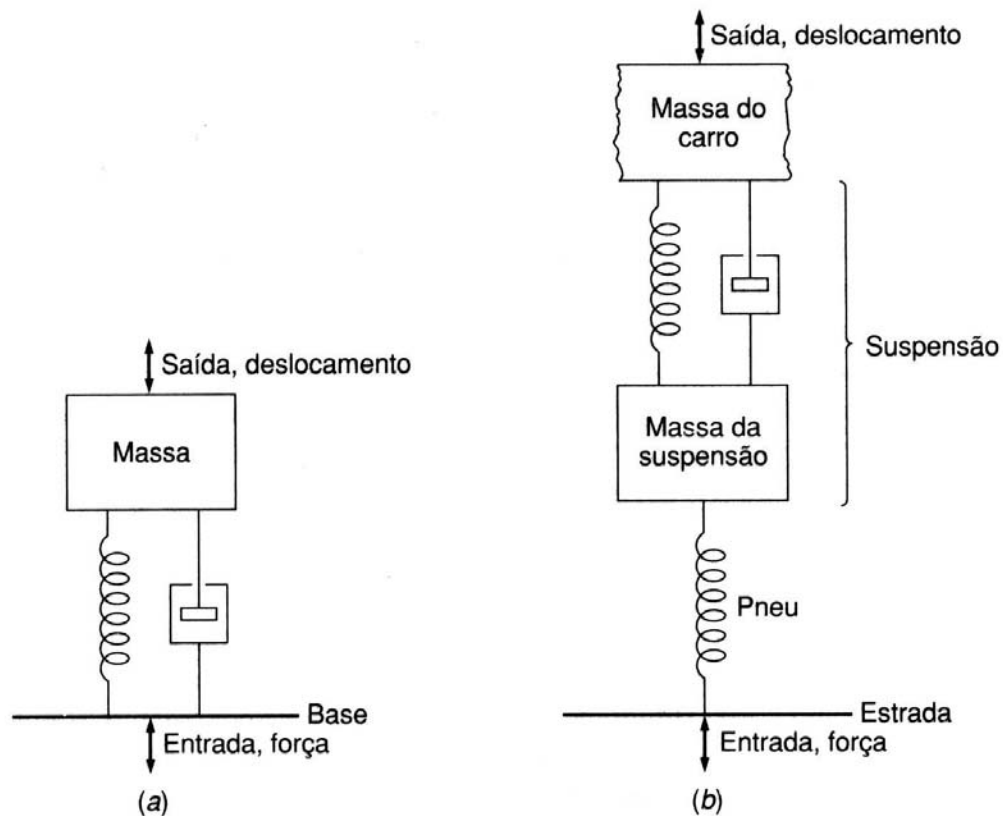 Saída, deslocamento
Massa
Base
Entrada, força
(a)
Saída, deslocamento
Massa do
carro
Suspensão
Massa da
suspensão
Pneu
Estrada
Entrada, força
(b)